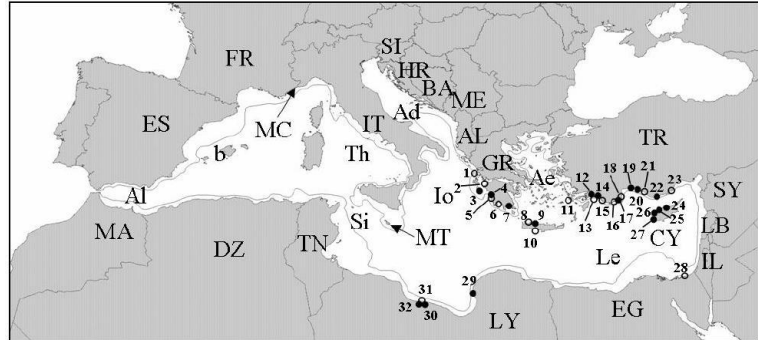 SI
FR
HR
BA
ME
MC
IT
Ad
ES
AL
TR
b
Th
GR
Ae
Al
Io
1
2
3
4
5
6
7
8
9
10
11
12
13
14
15
16
17
18
19
20
21
22
23
24
25
26
27
CY
SY
LB
IL
MA
DZ
TN
Si
MT
Le
28
29
30
31
32
LY
EG